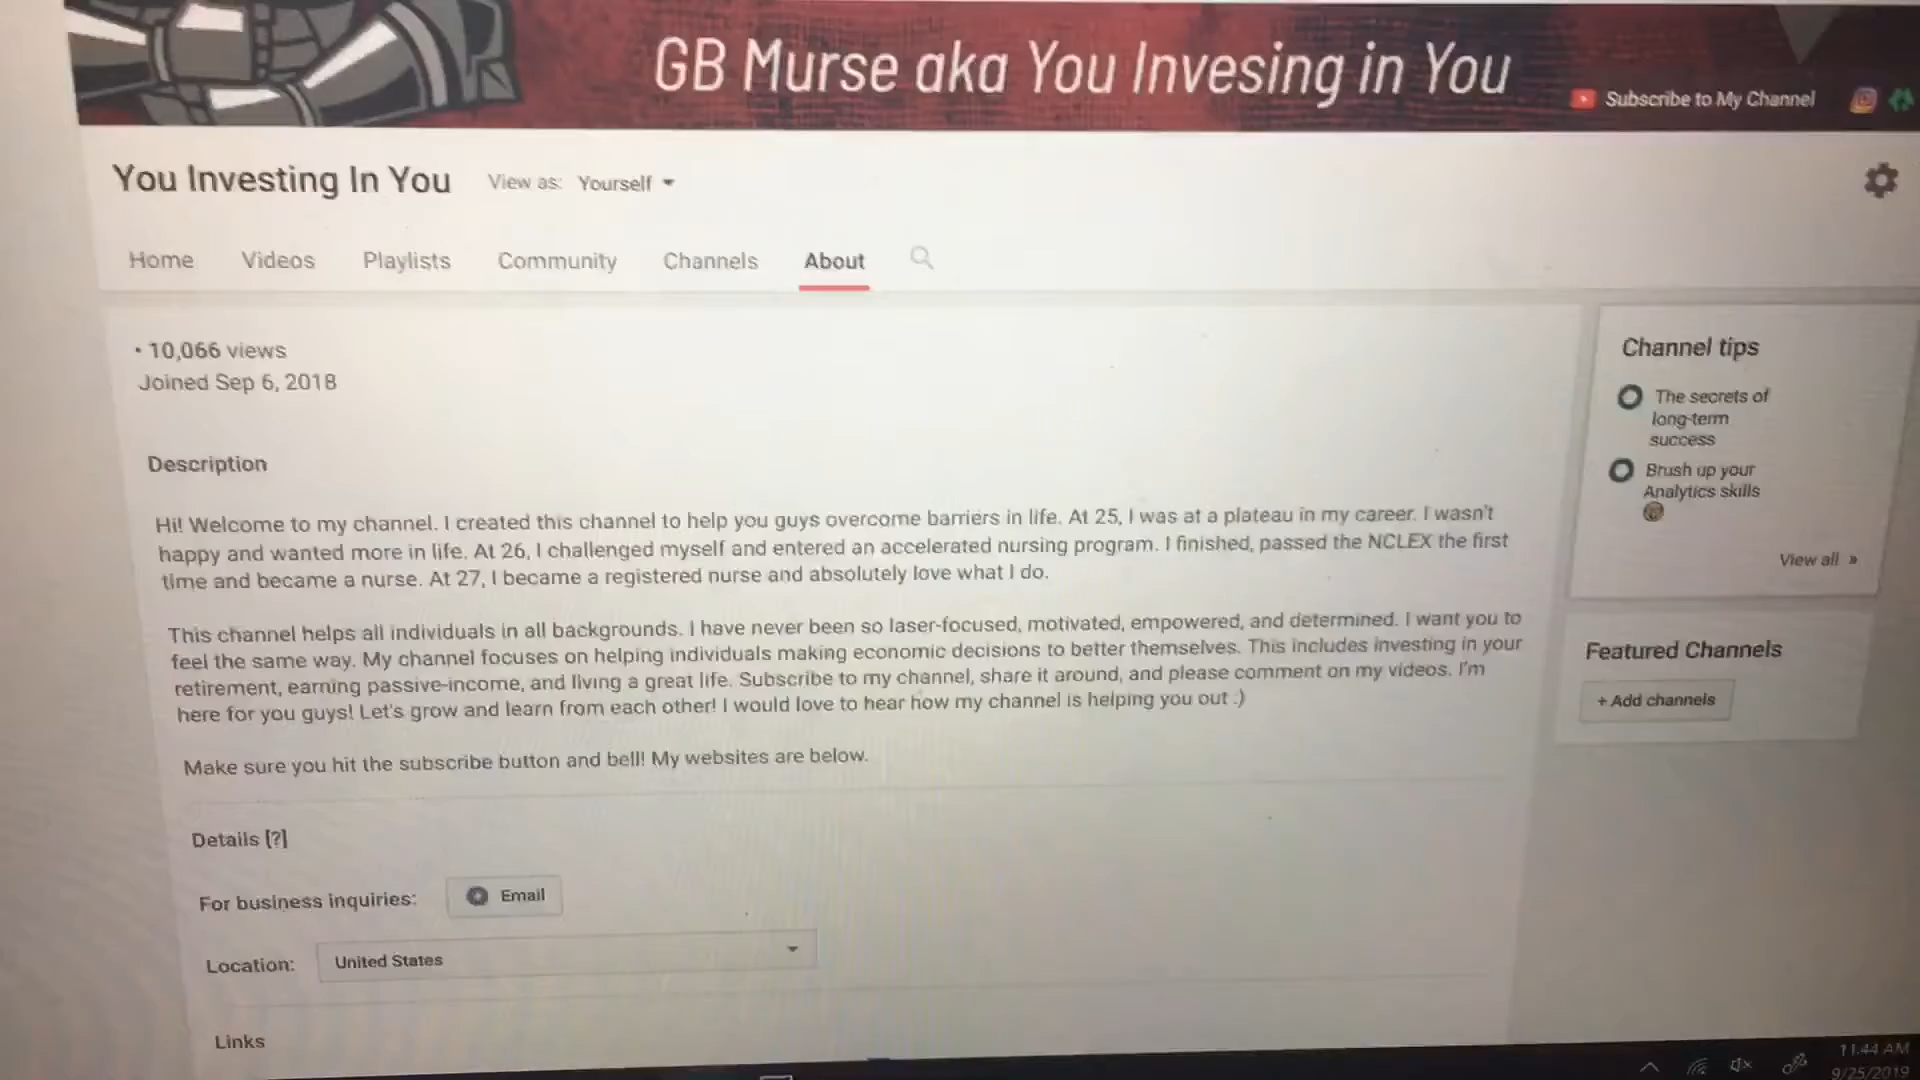 GB Murse aka You Invesing in You
Subscribe to My Channel
You Investing In You View as: Yourself
Home Videos Playlists Community Channels About
• 10,066 views
Joined Sep 6, 2018
Description
Hi! Welcome to my channel. I created this channel to help you guys overcome barriers in life. At 25, I was at a plateau in my career. I wasn't
happy and wanted more in life. At 26, I challenged myself and entered an accelerated nursing program. I finished, passed the NCLEX the first
time and became a nurse. At 27, I became a registered nurse and absolutely love what I do.
This channel helps all individuals in all backgrounds. I have never been so laser-focused, motivated, empowered, and determined. I want you to
feel the same way. My channel focuses on helping individuals making economic decisions to better themselves. This includes investing in your
retirement, earning passive-income, and living a great life. Subscribe to my channel, share it around, and please comment on my videos. I'm
here for you guys! Let's grow and learn from each other! I would love to hear how my channel is helping you out :)
Make sure you hit the subscribe button and bell! My websites are below.
Details [?]
For business inquiries: Email
Location: United States
Links
Channel tips
The secrets of
long-term
success
Brush up your
Analytics skills
View all »
Featured Channels
+ Add channels
11:44 AM
9/25/2019